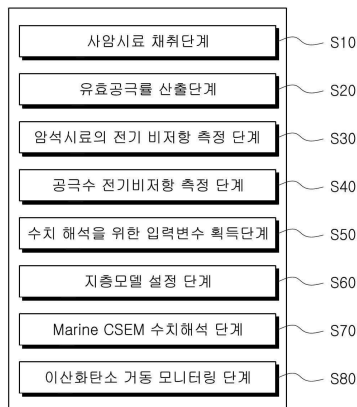 사암시료 채취단계 S10
유효공극률 산출단계 S20
암석시료의 전기 비저항 측정 단계 S30
공극수 전기비저항 측정 단계 S40
수치 해석을 위한 입력변수 획득단계 S50
지층모델 설정 단계 S60
Marine CSEM 수치해석 단계 S70
이산화탄소 거동 모니터링 단계 S80